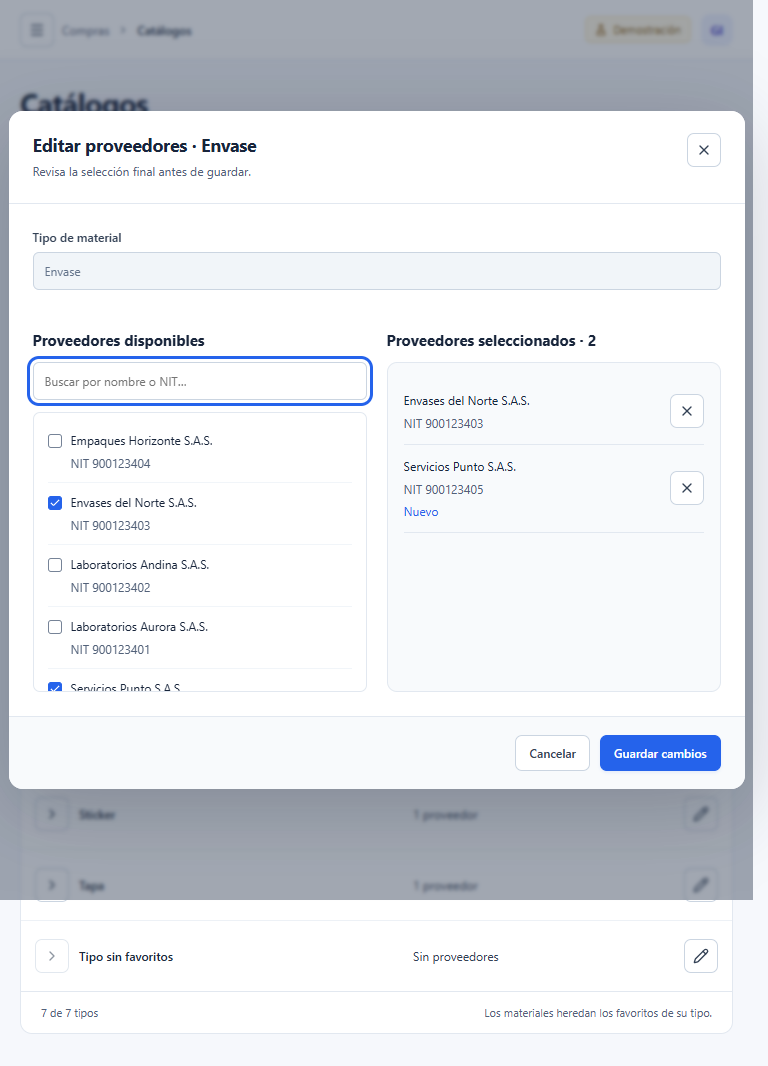 Compras > Catálogos
Demostración
Catálogos
Editar proveedores · Envase
Revisa la selección final antes de guardar.
Tipo de material
Envase
Proveedores disponibles
Buscar por nombre o NIT...
Empaques Horizonte S.A.S.
NIT 900123404
Envases del Norte S.A.S.
NIT 900123403
Laboratorios Andina S.A.S.
NIT 900123402
Laboratorios Aurora S.A.S.
NIT 900123401
Servicios Punto S.A.S.
Proveedores seleccionados · 2
Envases del Norte S.A.S.
NIT 900123403
Servicios Punto S.A.S.
NIT 900123405
Nuevo
Cancelar
Guardar cambios
Sticker 1 proveedor
Tapa 1 proveedor
Tipo sin favoritos Sin proveedores
7 de 7 tipos Los materiales heredan los favoritos de su tipo.